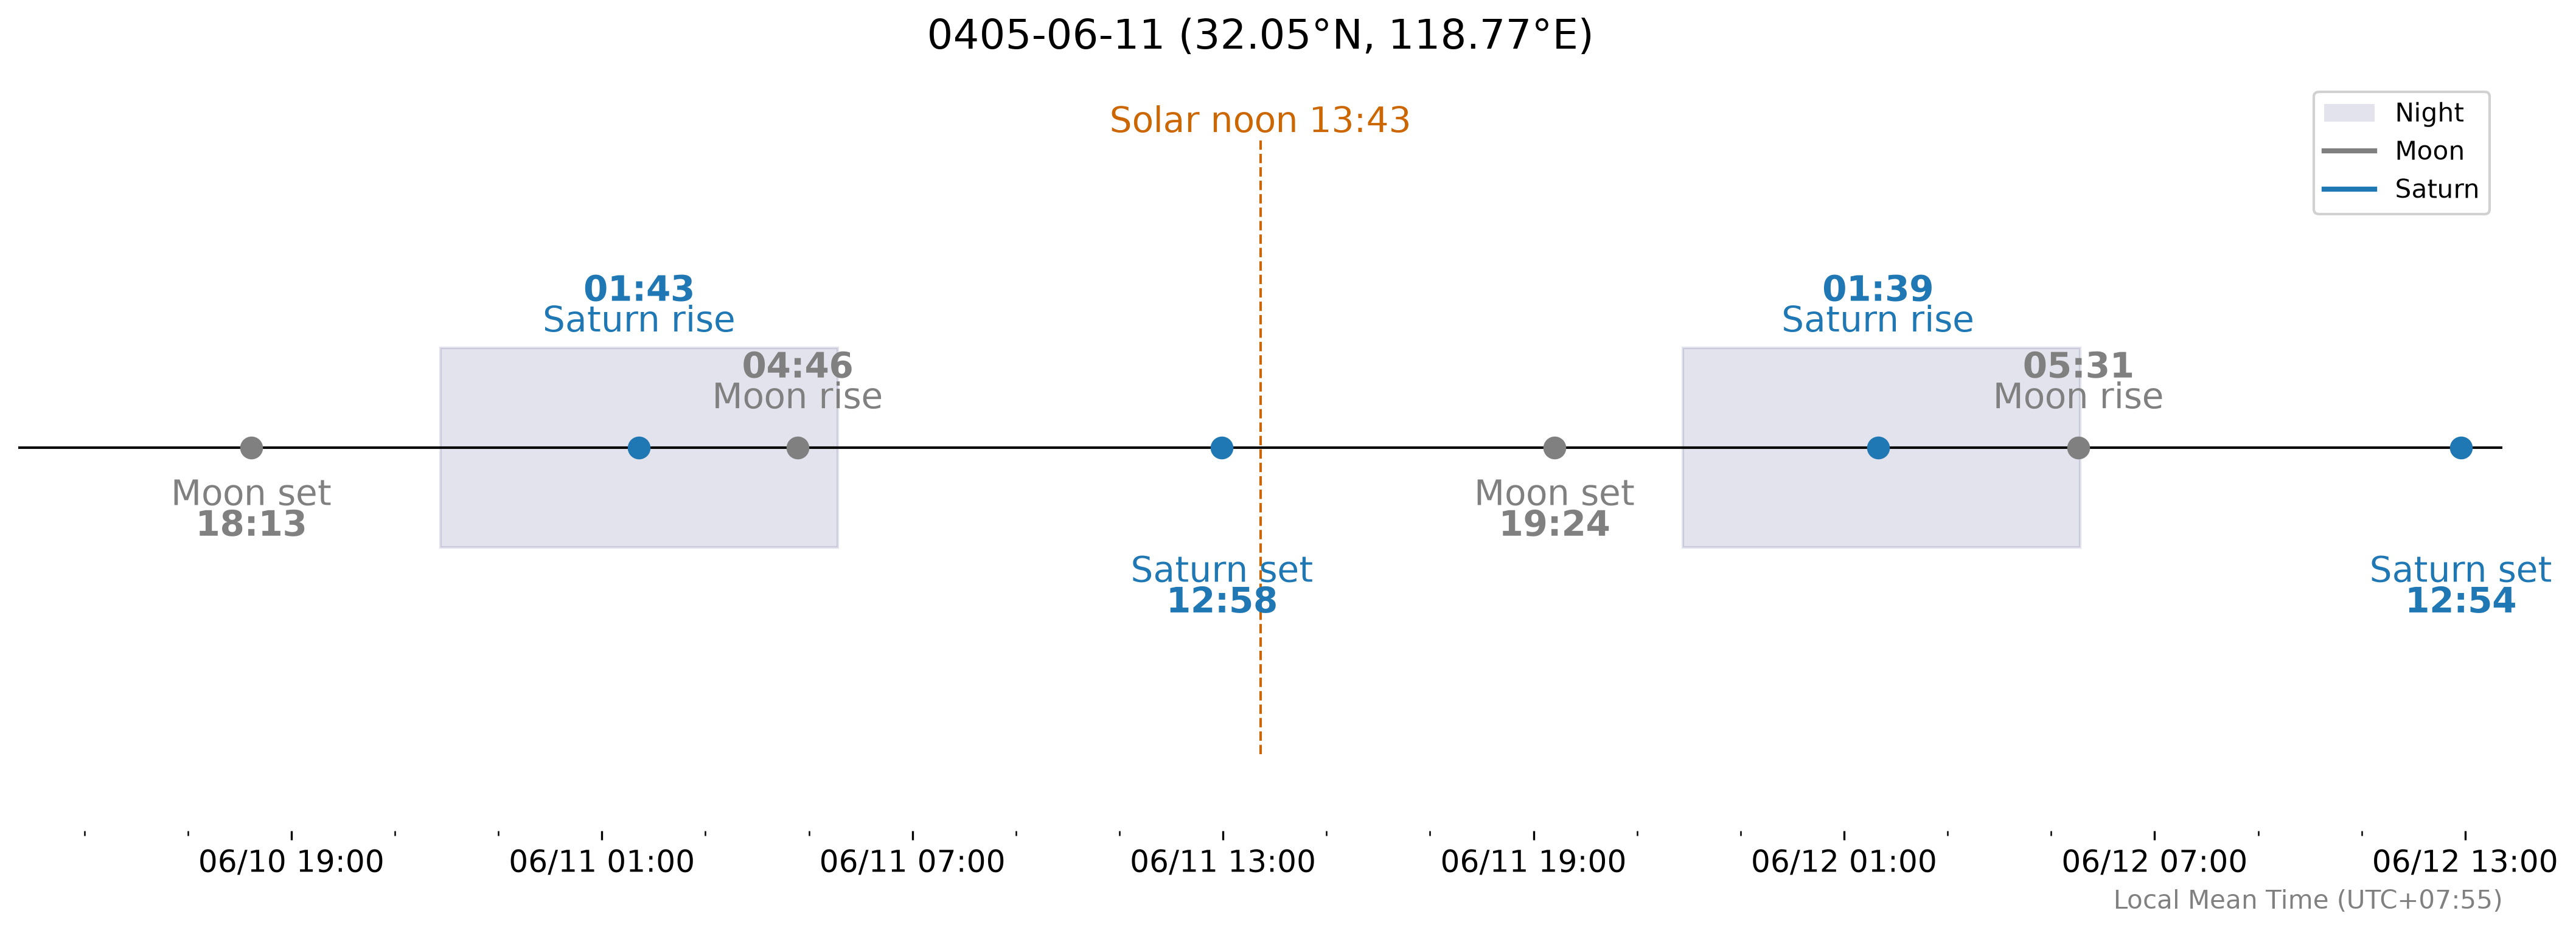 0405-06-11 (32.05°N, 118.77°E)
Solar noon 13:43
Night
Moon
Saturn
01:43
Saturn rise
01:39
Saturn rise
04:46
Moon rise
05:31
Moon rise
Moon set
18:13
Moon set
19:24
Saturn set
12:58
Saturn set
12:54
06/10 19:00
06/11 01:00
06/11 07:00
06/11 13:00
06/11 19:00
06/12 01:00
06/12 07:00
06/12 13:00
Local Mean Time (UTC+07:55)